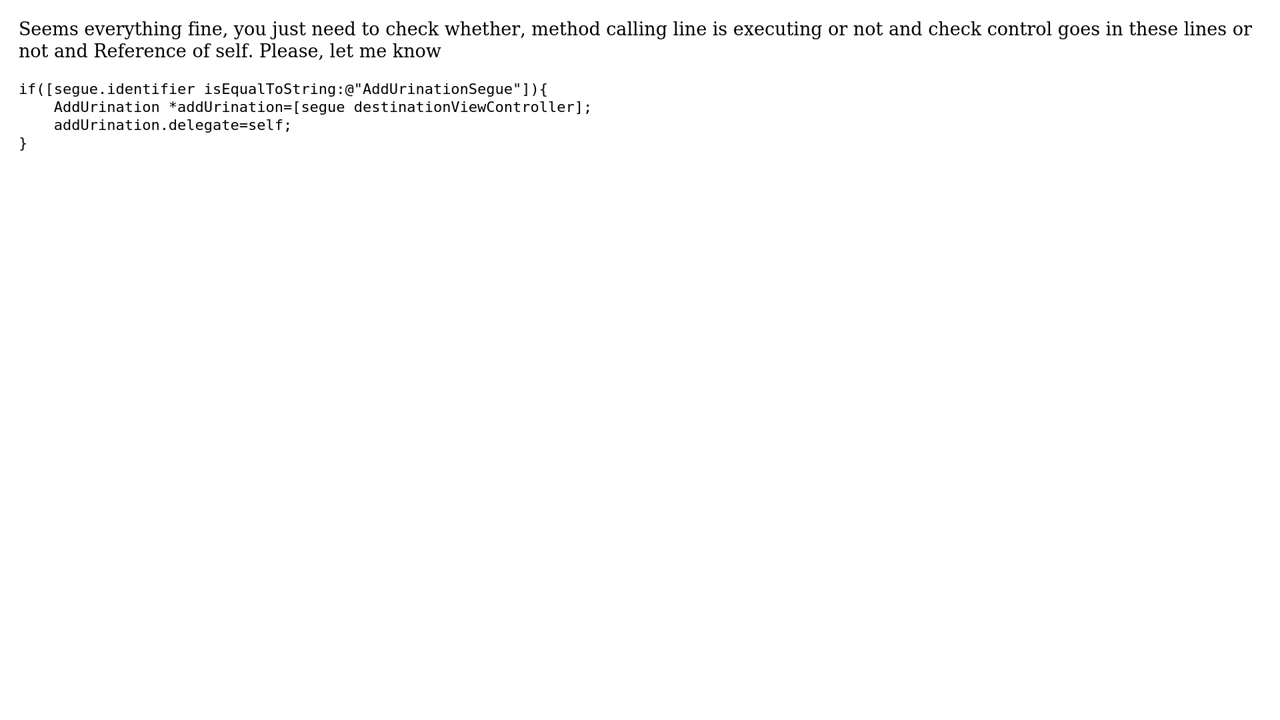 Seems everything fine, you just need to check whether, method calling line is executing or not and check control goes in these lines or
not and Reference of self. Please, let me know
if([segue.identifier isEqualToString:@"AddUrinationSegue"]){
    AddUrination *addUrination=[segue destinationViewController];
    addUrination.delegate=self;
}